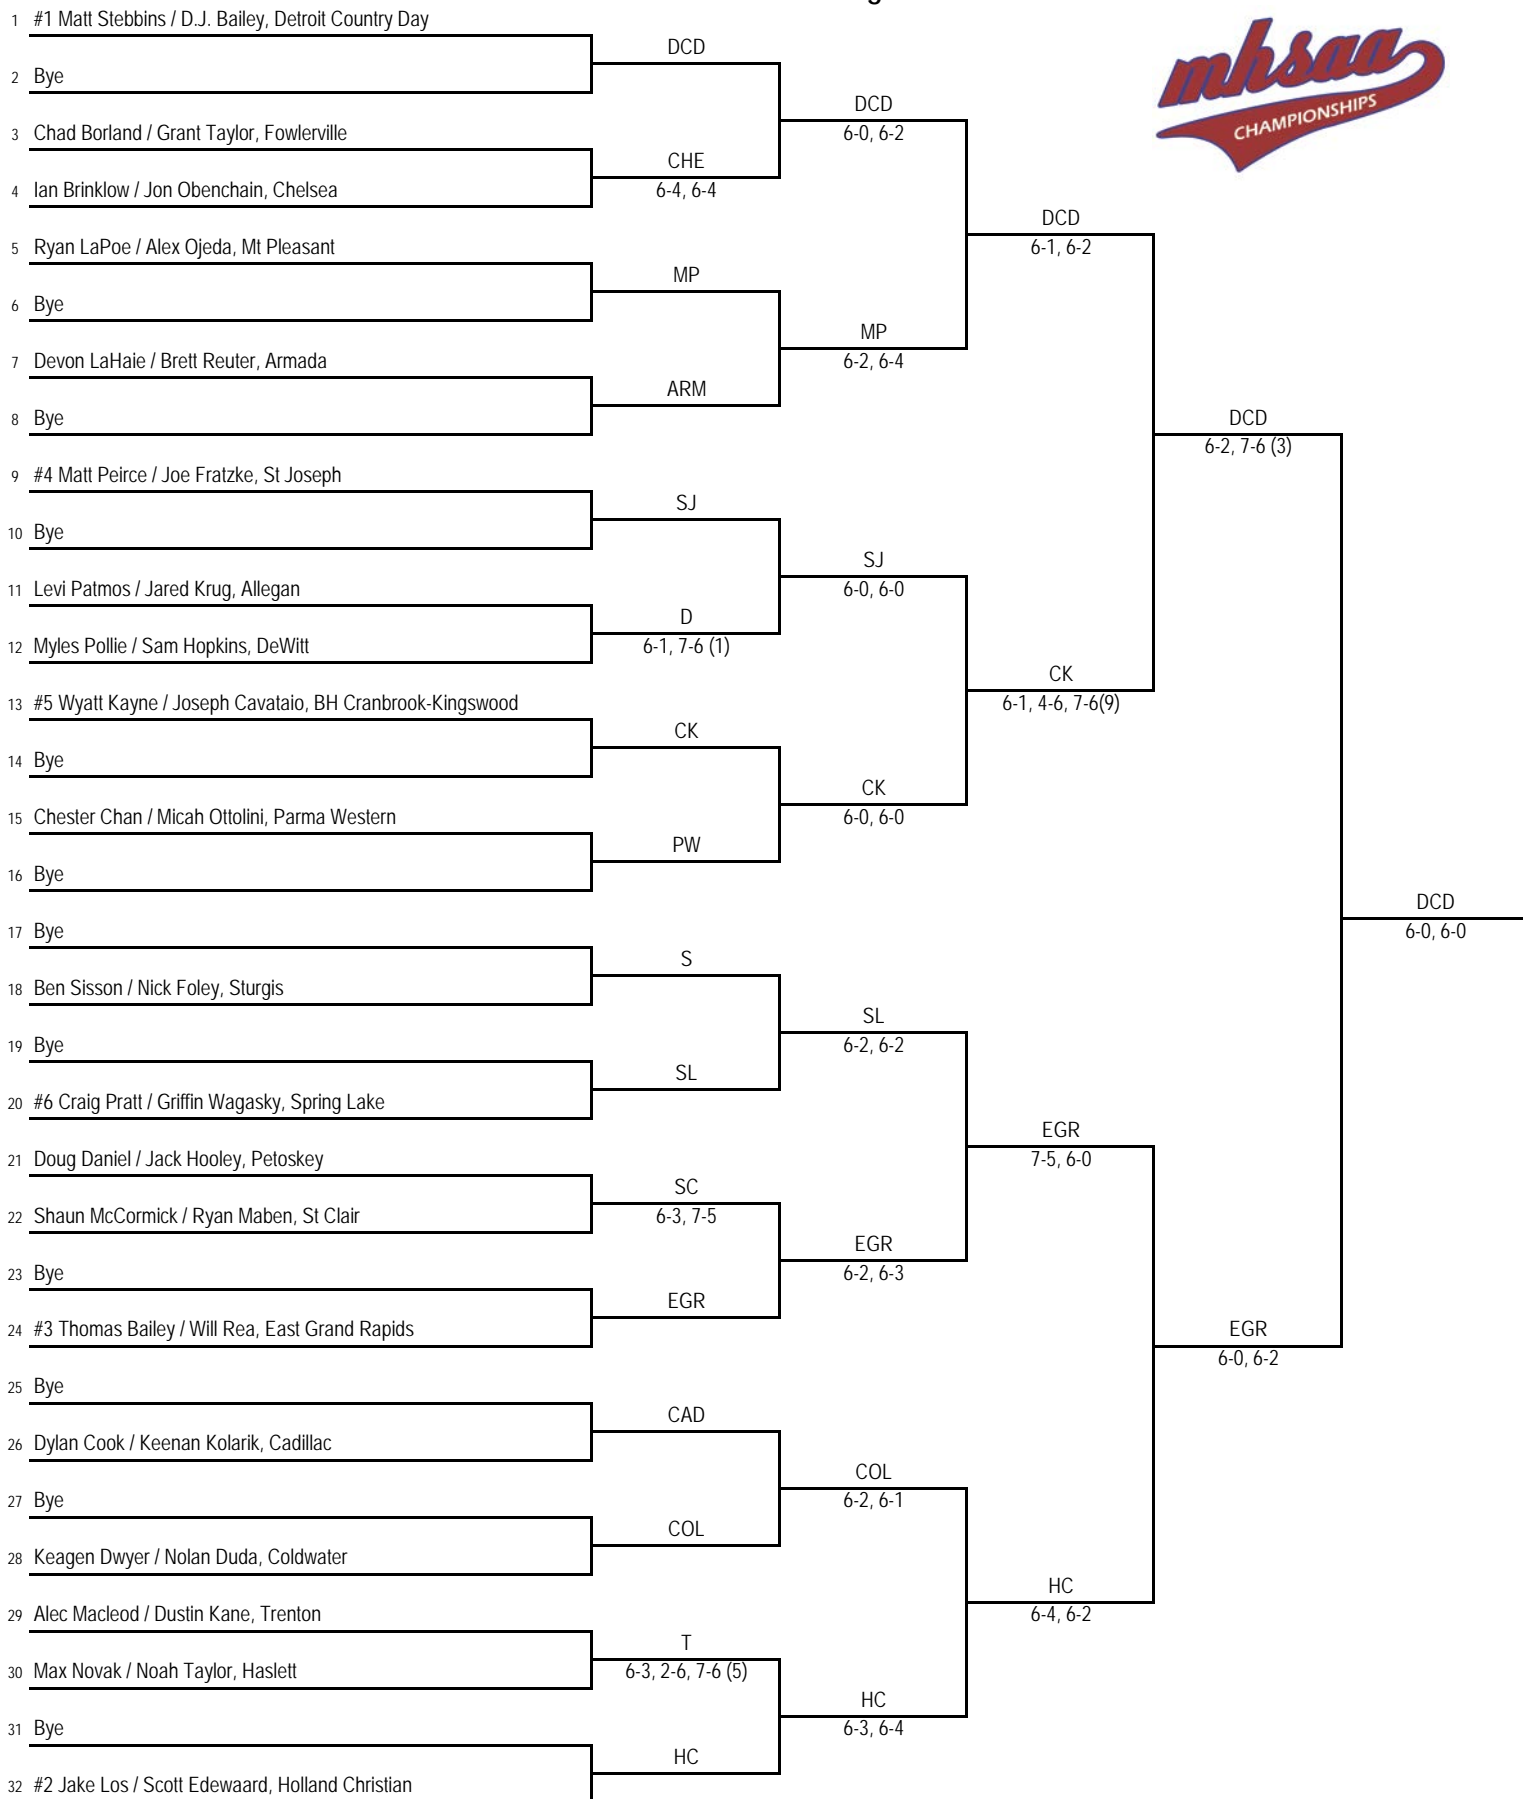 1 #1 Matt Stebbins / D.J. Bailey, Detroit Country Day
DCD
2 Bye
DCD
6-0, 6-2
3 Chad Borland / Grant Taylor, Fowlerville
CHE
6-4, 6-4
4 Ian Brinklow / Jon Obenchain, Chelsea
DCD
6-1, 6-2
5 Ryan LaPoe / Alex Ojeda, Mt Pleasant
MP
6 Bye
MP
6-2, 6-4
7 Devon LaHaie / Brett Reuter, Armada
ARM
8 Bye
DCD
6-2, 7-6 (3)
9 #4 Matt Peirce / Joe Fratzke, St Joseph
SJ
10 Bye
SJ
6-0, 6-0
11 Levi Patmos / Jared Krug, Allegan
D
6-1, 7-6 (1)
12 Myles Pollie / Sam Hopkins, DeWitt
CK
6-1, 4-6, 7-6(9)
13 #5 Wyatt Kayne / Joseph Cavataio, BH Cranbrook-Kingswood
CK
14 Bye
CK
6-0, 6-0
15 Chester Chan / Micah Ottolini, Parma Western
PW
16 Bye
DCD
6-0, 6-0
17 Bye
S
18 Ben Sisson / Nick Foley, Sturgis
SL
6-2, 6-2
19 Bye
SL
20 #6 Craig Pratt / Griffin Wagasky, Spring Lake
EGR
7-5, 6-0
21 Doug Daniel / Jack Hooley, Petoskey
SC
6-3, 7-5
22 Shaun McCormick / Ryan Maben, St Clair
EGR
6-2, 6-3
23 Bye
EGR
24 #3 Thomas Bailey / Will Rea, East Grand Rapids
EGR
6-0, 6-2
25 Bye
CAD
26 Dylan Cook / Keenan Kolarik, Cadillac
COL
6-2, 6-1
27 Bye
COL
28 Keagen Dwyer / Nolan Duda, Coldwater
HC
6-4, 6-2
29 Alec Macleod / Dustin Kane, Trenton
T
6-3, 2-6, 7-6 (5)
30 Max Novak / Noah Taylor, Haslett
HC
6-3, 6-4
31 Bye
HC
32 #2 Jake Los / Scott Edewaard, Holland Christian
mhsaa
CHAMPIONSHIPS